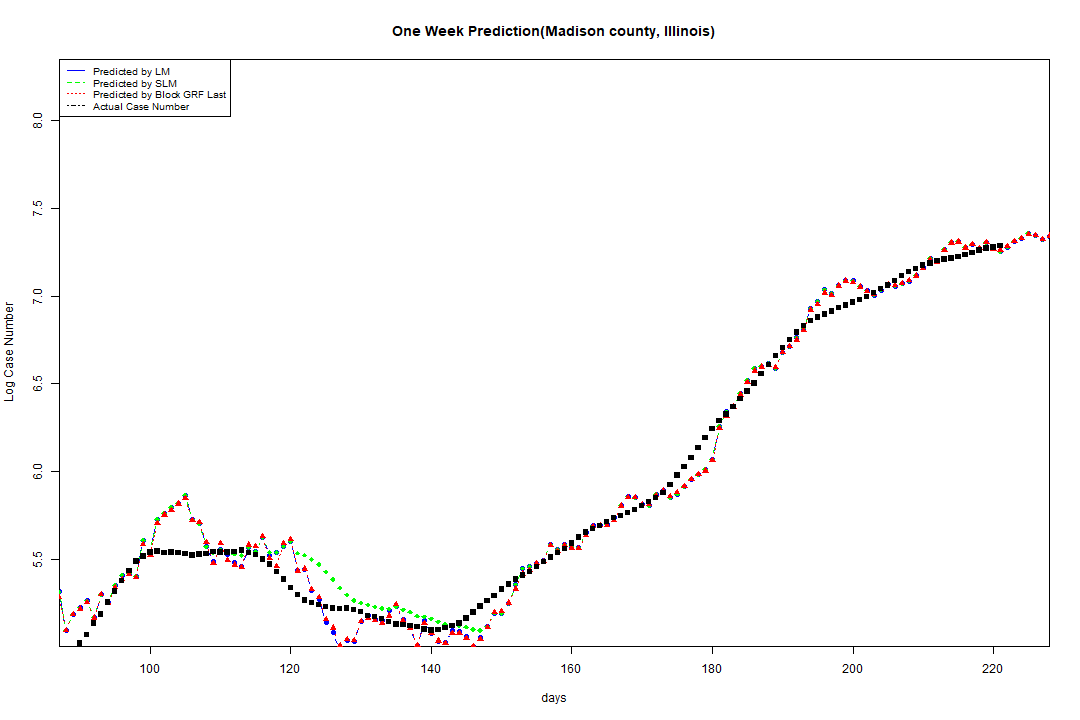 One Week Prediction(Madison county, Illinois)
Predicted by LM
Predicted by SLM
Predicted by Block GRF Last
Actual Case Number
8.0
7.5
7.0
6.5
6.0
5.5
Log Case Number
100 120 140 160 180 200 220
days